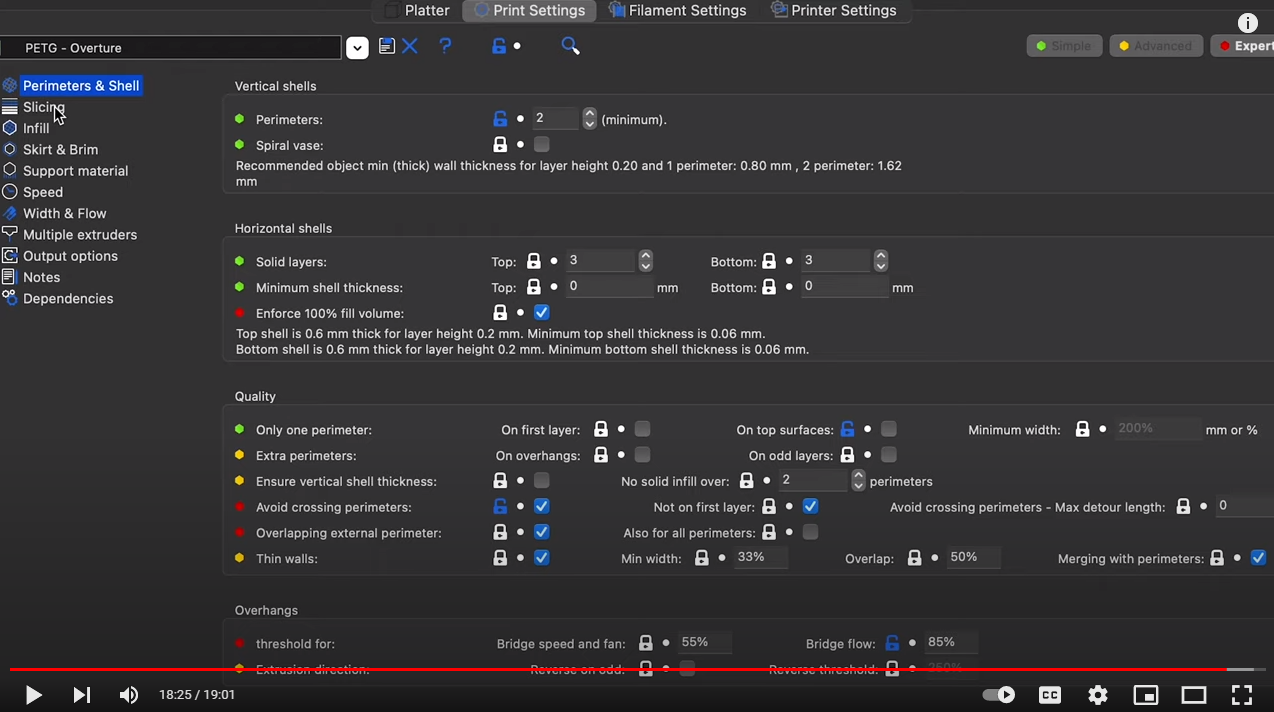 Platter Print Settings Filament Settings Printer Settings
PETG - Overture
Simple Advanced Expert
Perimeters & Shell
Slicing
Infill
Skirt & Brim
Support material
Speed
Width & Flow
Multiple extruders
Output options
Notes
Dependencies
Vertical shells
Perimeters: 2 (minimum).
Spiral vase:
Recommended object min (thick) wall thickness for layer height 0.20 and 1 perimeter: 0.80 mm , 2 perimeter: 1.62
mm
Horizontal shells
Solid layers: Top: 3 Bottom: 3
Minimum shell thickness: Top: 0 mm Bottom: 0 mm
Enforce 100% fill volume:
Top shell is 0.6 mm thick for layer height 0.2 mm. Minimum top shell thickness is 0.06 mm.
Bottom shell is 0.6 mm thick for layer height 0.2 mm. Minimum bottom shell thickness is 0.06 mm.
Quality
Only one perimeter: On first layer: On top surfaces: Minimum width: 200% mm or %
Extra perimeters: On overhangs: On odd layers:
Ensure vertical shell thickness: No solid infill over: 2 perimeters
Avoid crossing perimeters: Not on first layer: Avoid crossing perimeters - Max detour length: 0
Overlapping external perimeter: Also for all perimeters:
Thin walls: Min width: 33% Overlap: 50% Merging with perimeters:
Overhangs
threshold for: Bridge speed and fan: 55% Bridge flow: 85%
Extrusion direction: Reverse on odd: Reverse threshold: 250%
18:25 / 19:01
CC